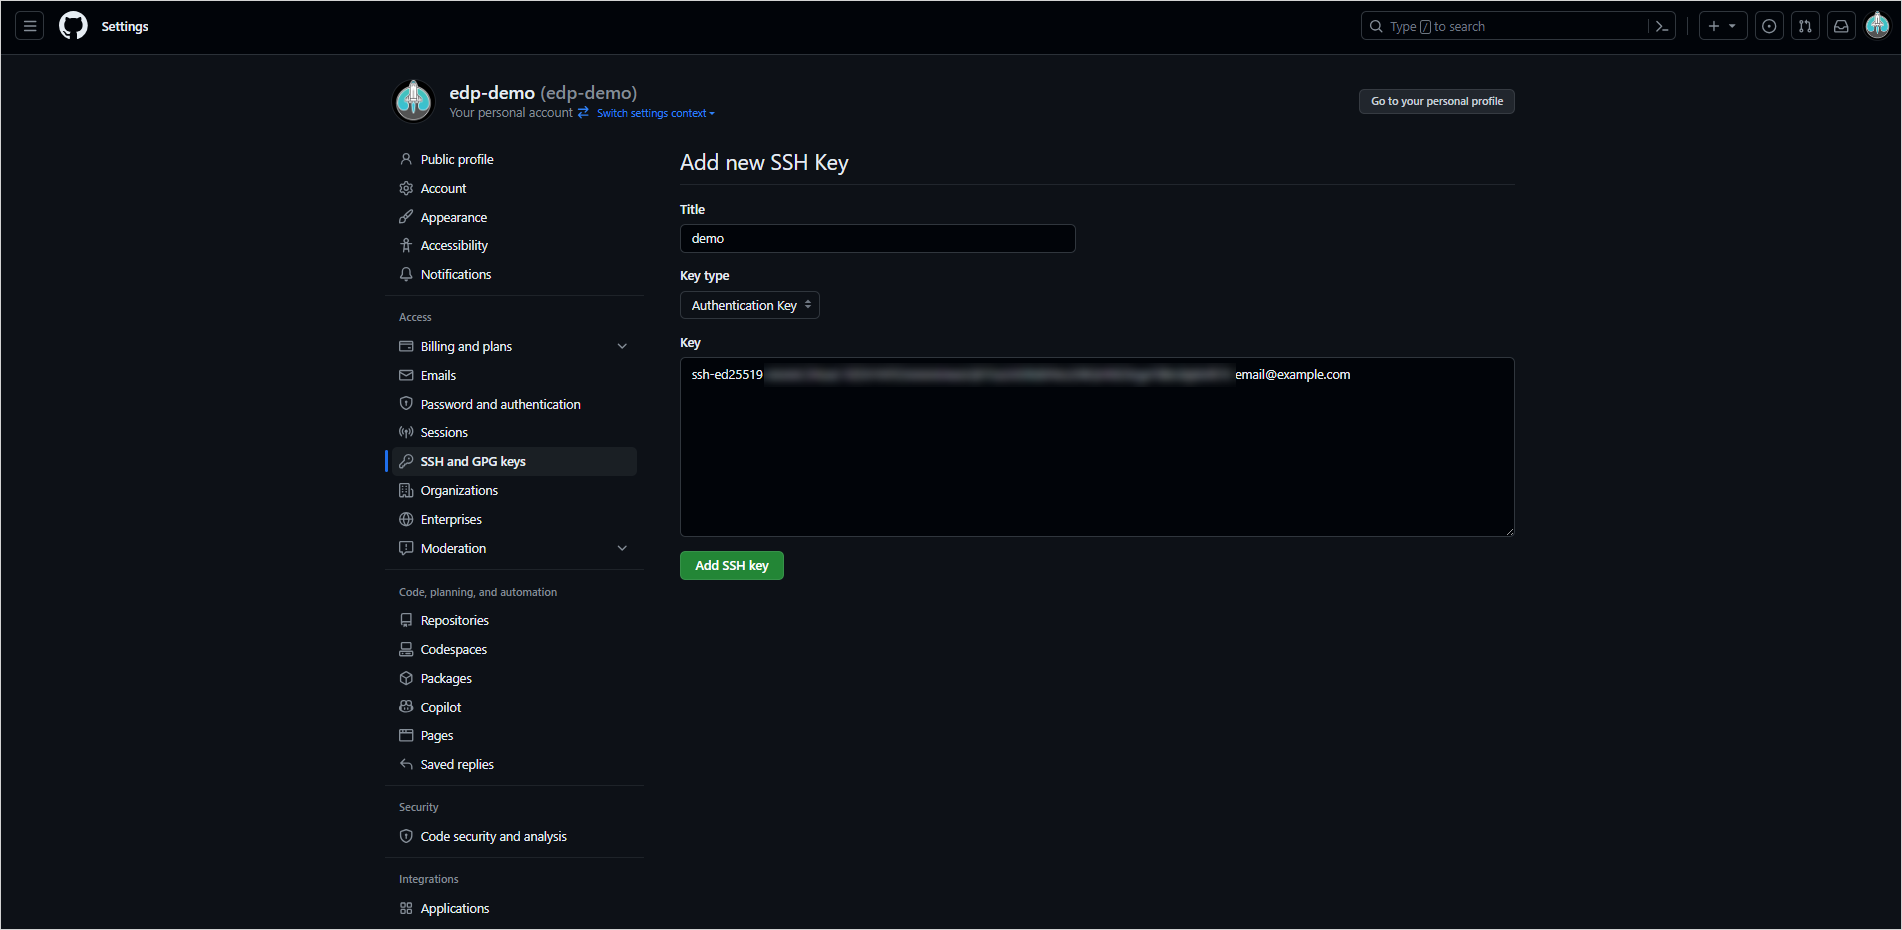 Settings
Type / to search
edp-demo (edp-demo)
Your personal account Switch settings context
Go to your personal profile
Public profile
Account
Appearance
Accessibility
Notifications
Access
Billing and plans
Emails
Password and authentication
Sessions
SSH and GPG keys
Organizations
Enterprises
Moderation
Code, planning, and automation
Repositories
Codespaces
Packages
Copilot
Pages
Saved replies
Security
Code security and analysis
Integrations
Applications
Add new SSH Key
Title
demo
Key type
Authentication Key
Key
ssh-ed25519 email@example.com
Add SSH key